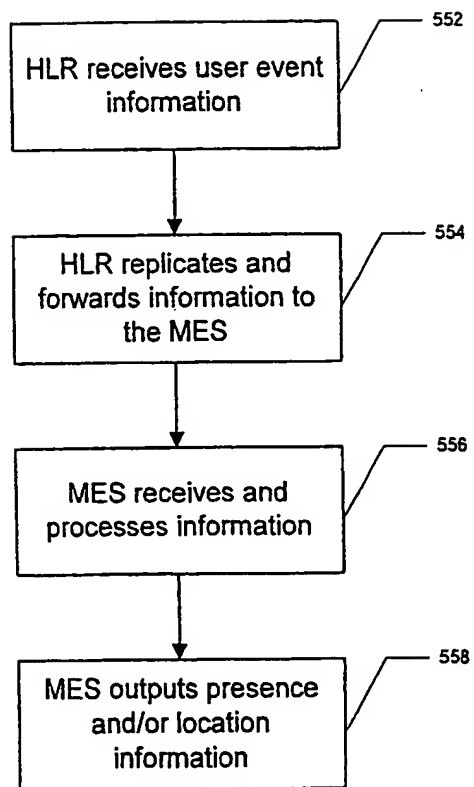 552
HLR receives user event
information
554
HLR replicates and
forwards information to
the MES
556
MES receives and
processes information
558
MES outputs presence
and/or location
information